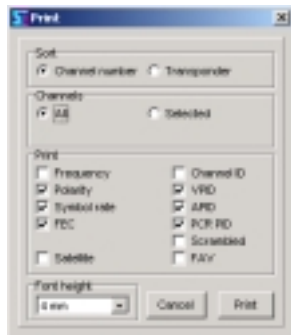 Print
Sort
Channel number Transponder
Channels
All Selected
Print
Frequency Channel ID
Polarity VPID
Symbol rate APID
FEC PCR PID
Scrambled
Satellite FAV
Font height
4 mm Cancel Print